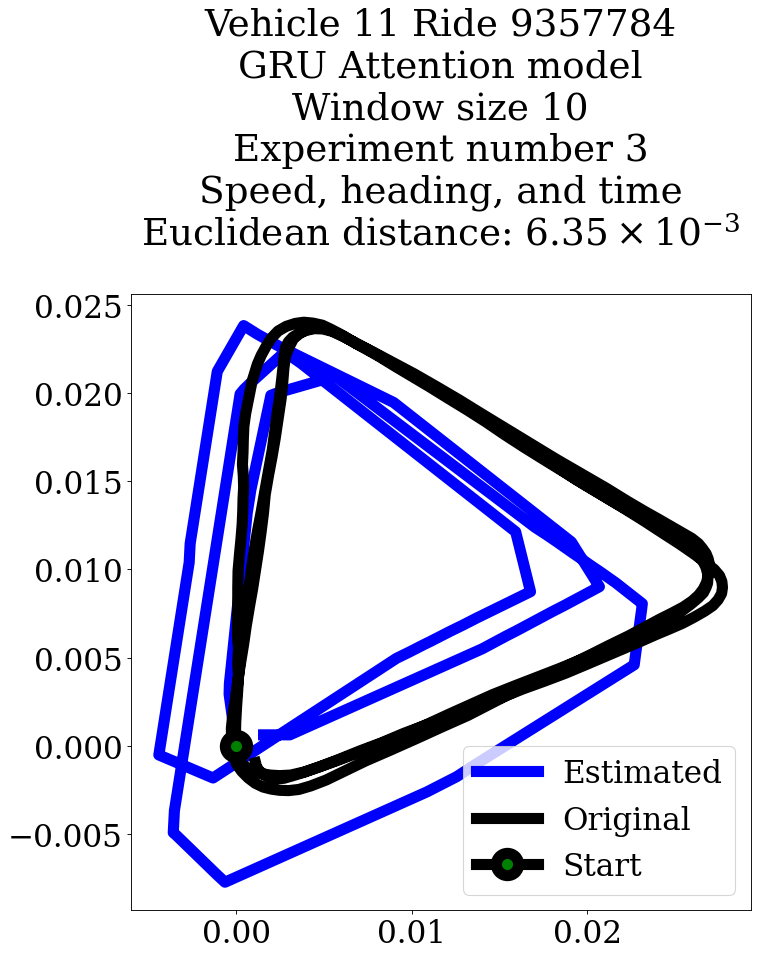 Vehicle 11 Ride 9357784
GRU Attention model
Window size 10
Experiment number 3
Speed, heading, and time
Euclidean distance: 6.35 × 10⁻³
0.025
0.020
0.015
0.010
0.005
0.000
−0.005
0.00
0.01
0.02
Estimated
Original
Start